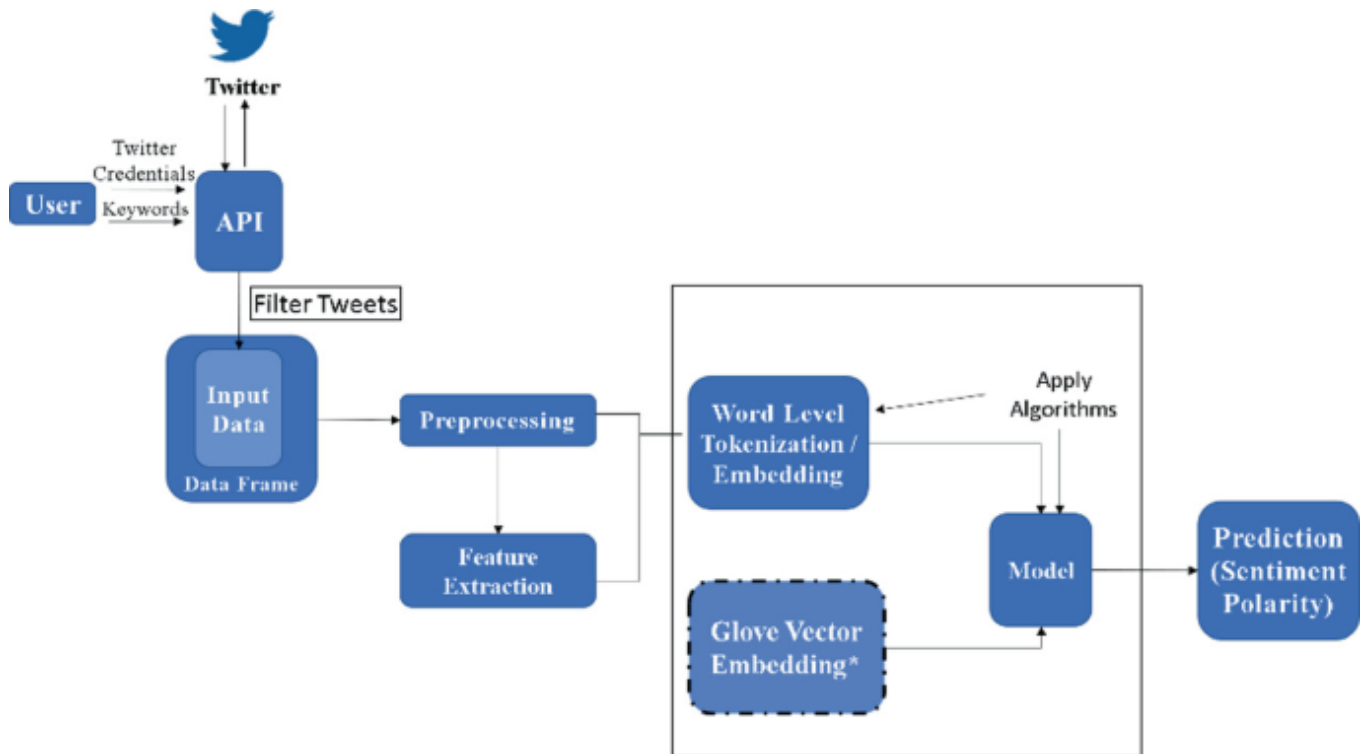 Twitter
Twitter
Credentials
User
Keywords
API
Filter Tweets
Input
Data
Data Frame
Preprocessing
Feature
Extraction
Word Level
Tokenization /
Embedding
Apply
Algorithms
Glove Vector
Embedding*
Model
Prediction
(Sentiment
Polarity)